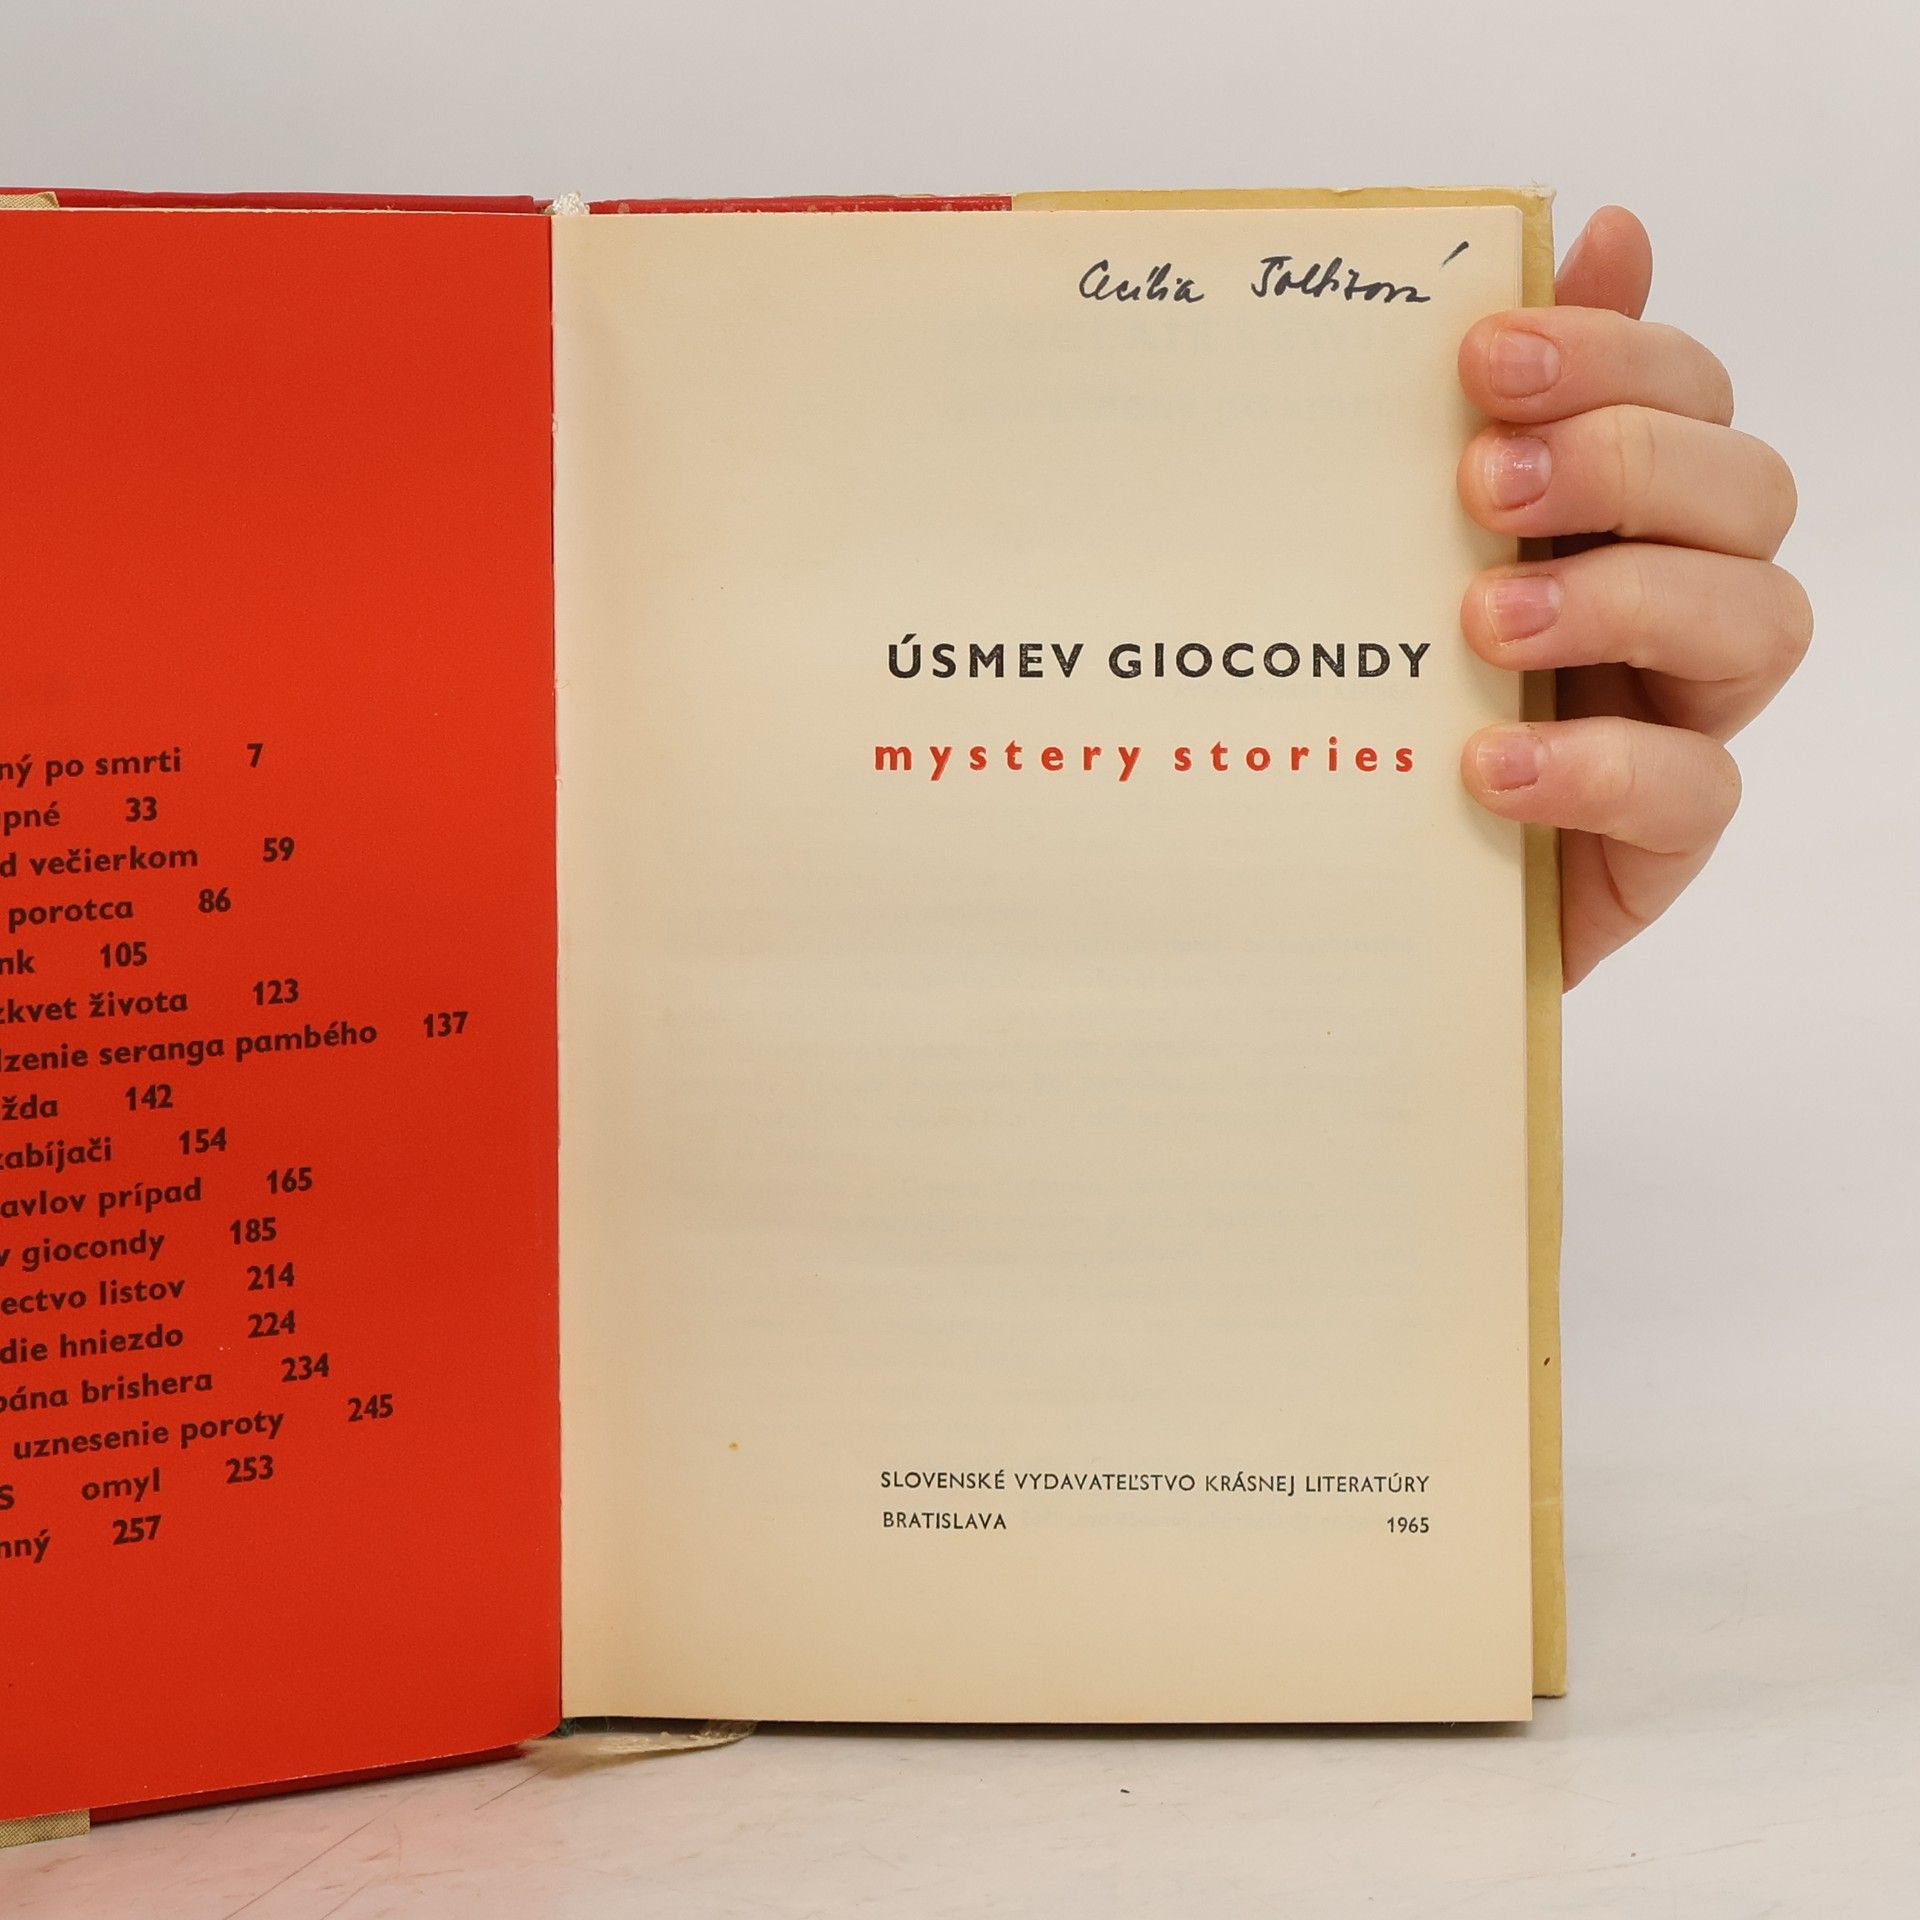 ný po smrti 7
pné 33
d večierkom 59
porotca 86
nk 105
zkvet života 123
dzenie seranga pambého 137
žda 142
zabíjači 154
avlov prípad 165
v giocondy 185
ectvo listov 214
die hniezdo 224
pána brishera 234
uznesenie poroty 245
S omyl 253
nný 257
Cecília
ÚSMEV GIOCONDY
mystery stories
SLOVENSKÉ VYDAVATEĽSTVO KRÁSNEJ LITERATÚRY
BRATISLAVA 1965